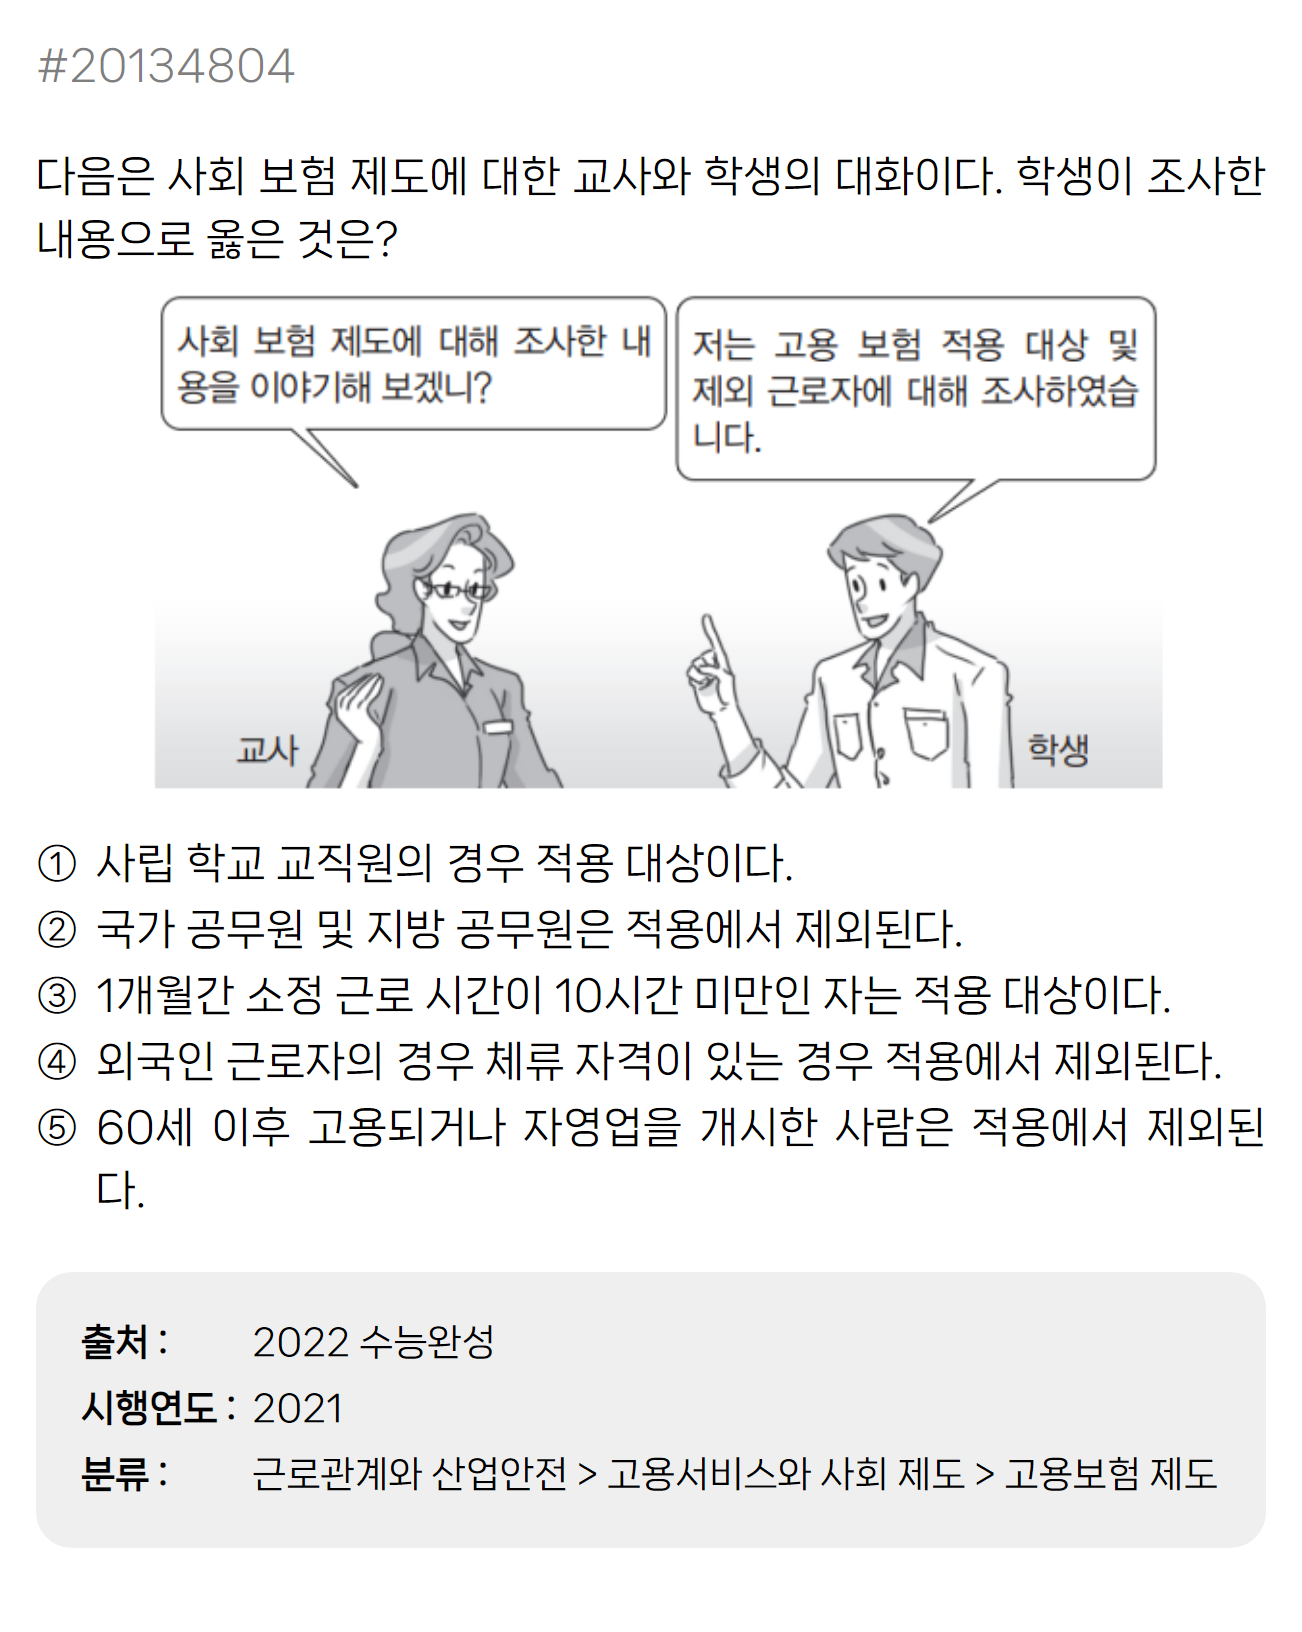 #20134804
다음은 사회 보험 제도에 대한 교사와 학생의 대화이다. 학생이 조사한
내용으로 옳은 것은?
사회 보험 제도에 대해 조사한 내
용을 이야기해 보겠니?
저는 고용 보험 적용 대상 및
제외 근로자에 대해 조사하였습
니다.
교사
학생
① 사립 학교 교직원의 경우 적용 대상이다.
② 국가 공무원 및 지방 공무원은 적용에서 제외된다.
③ 1개월간 소정 근로 시간이 10시간 미만인 자는 적용 대상이다.
④ 외국인 근로자의 경우 체류 자격이 있는 경우 적용에서 제외된다.
⑤ 60세 이후 고용되거나 자영업을 개시한 사람은 적용에서 제외된
다.
출처 : 2022 수능완성
시행연도 : 2021
분류 : 근로관계와 산업안전 > 고용서비스와 사회 제도 > 고용보험 제도